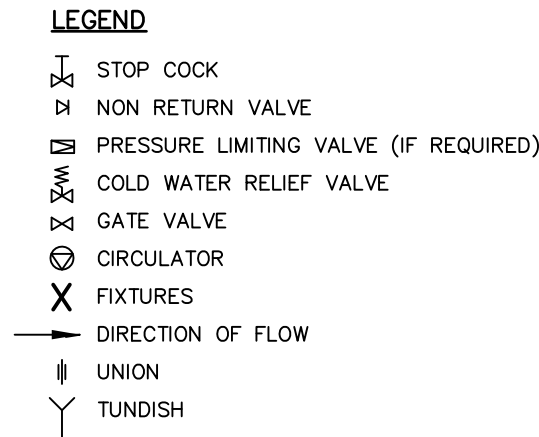 LEGEND
STOP COCK
NON RETURN VALVE
PRESSURE LIMITING VALVE (IF REQUIRED)
COLD WATER RELIEF VALVE
GATE VALVE
CIRCULATOR
FIXTURES
DIRECTION OF FLOW
UNION
TUNDISH